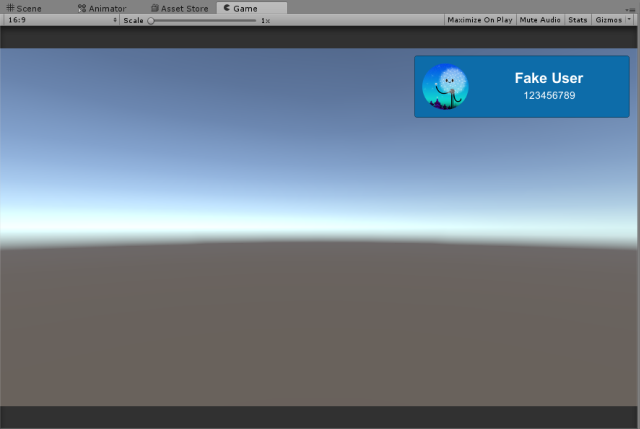 Scene Animator Asset Store Game
16:9 Scale 1x Maximize On Play Mute Audio Stats Gizmos
Fake User
123456789